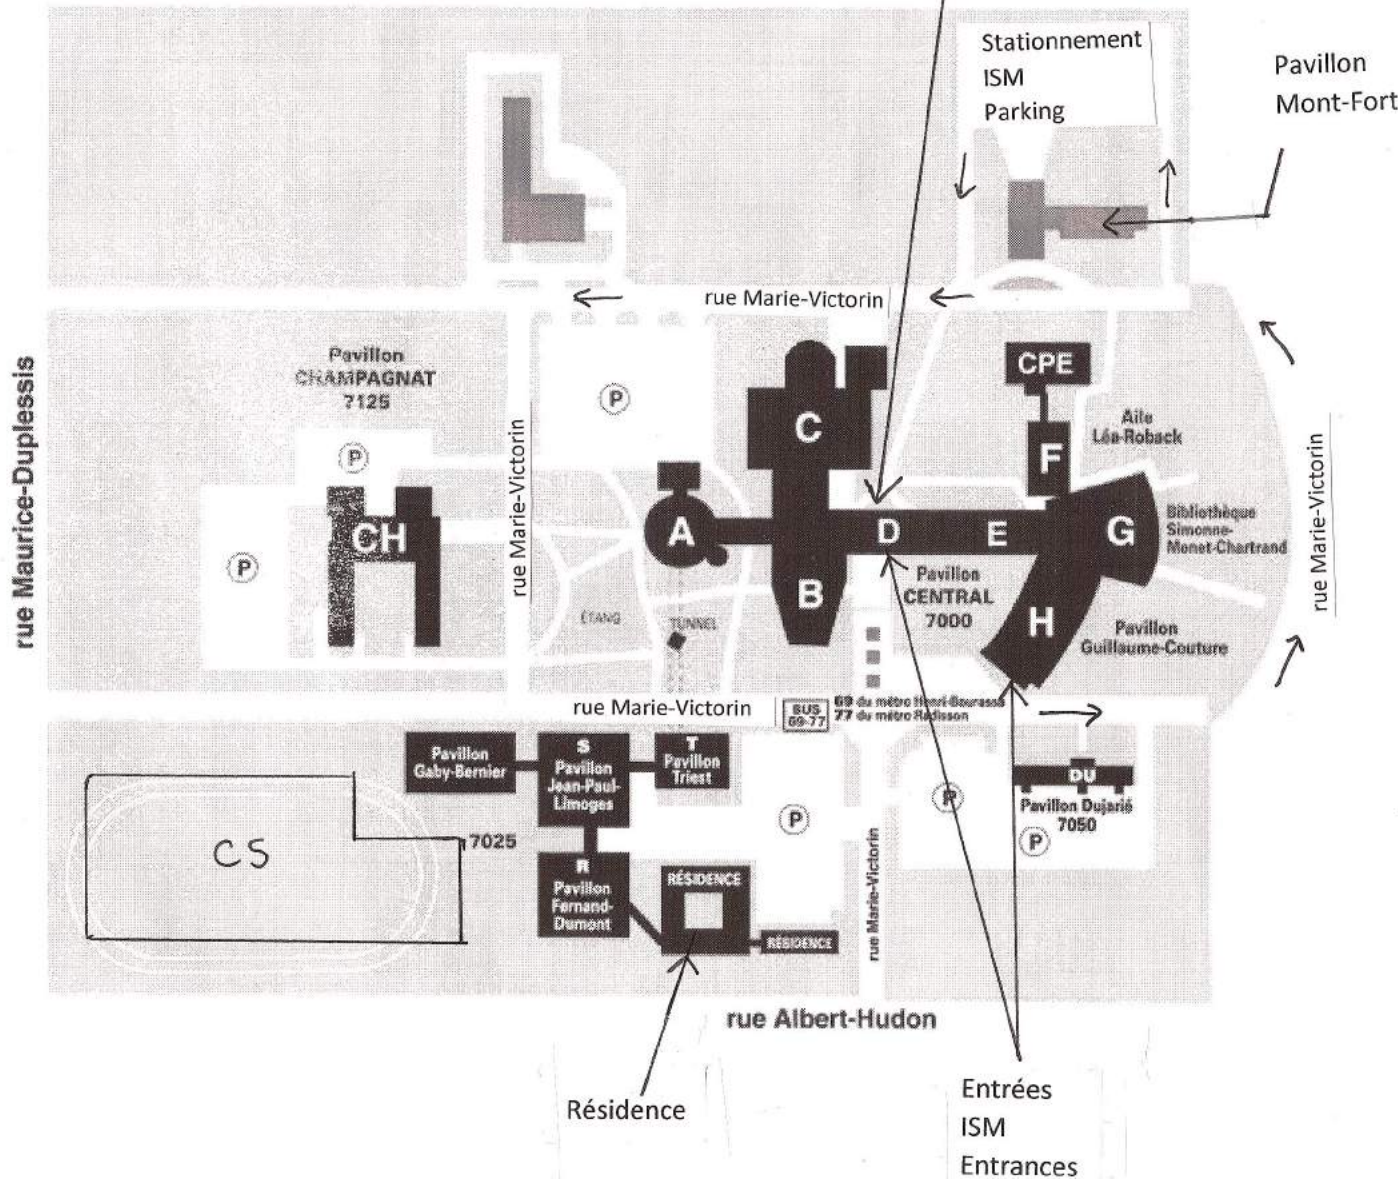 Stationnement
ISM
Parking
Pavillon
Mont-Fort
rue Marie-Victorin
rue Maurice-Duplessis
Pavillon
CHAMPAGNAT
7125
P
P
P
CH
rue Marie-Victorin
A
B
C
D
E
F
G
H
CPE
Aile
Léa-Roback
Bibliothèque
Simonne-
Monet-Chartrand
rue Marie-Victorin
Pavillon
CENTRAL
7000
Pavillon
Guillaume-Couture
ÉTANG
TUNNEL
rue Marie-Victorin
BUS
69-77
69 du métro Henri-Bourassa
77 du métro Radisson
Pavillon
Gaby-Bernier
S
Pavillon
Jean-Paul-
Limoges
T
Pavillon
Triest
7025
CS
R
Pavillon
Fernand-
Dumont
RÉSIDENCE
RÉSIDENCE
P
rue Marie-Victorin
P
DU
Pavillon Dujarié
7050
P
rue Albert-Hudon
Résidence
Entrées
ISM
Entrances